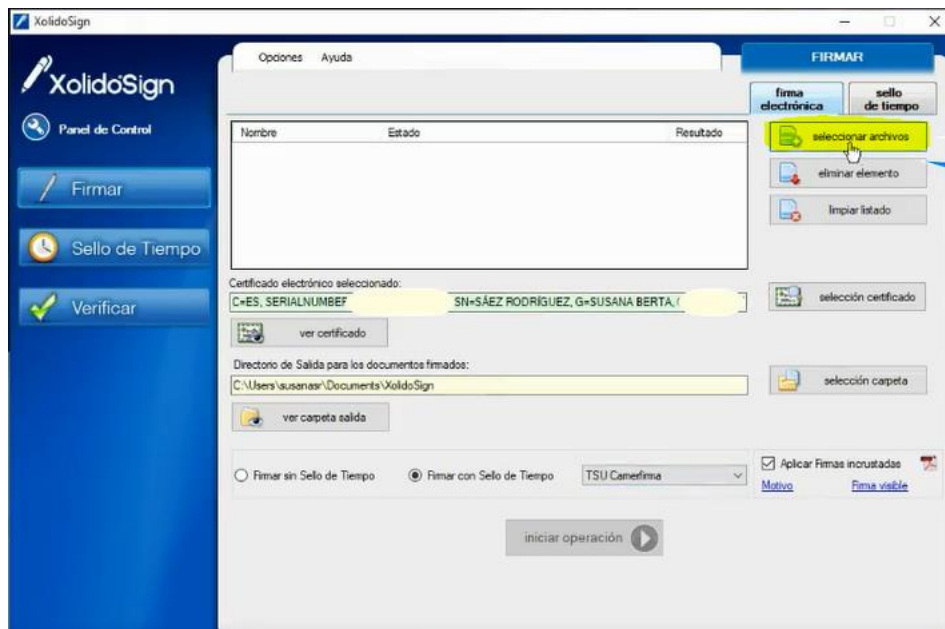 XolidoSign
XolidoSign
Panel de Control
Firmar
Sello de Tiempo
Verificar
Opciones Ayuda
FIRMAR
firma electrónica
sello de tiempo
Nombre Estado Resultado
seleccionar archivos
eliminar elemento
limpiar listado
Certificado electrónico seleccionado:
C=ES, SERIALNUMBER SN=SÁEZ RODRÍGUEZ, G=SUSANA BERTA,
selección certificado
ver certificado
Directorio de Salida para los documentos firmados:
C:\Users\susanasr\Documents\XolidoSign
selección carpeta
ver carpeta salida
Firmar sin Sello de Tiempo
Firmar con Sello de Tiempo
TSU Camerfirma
Aplicar Firmas incrustadas
Motivo Firma visible
iniciar operación